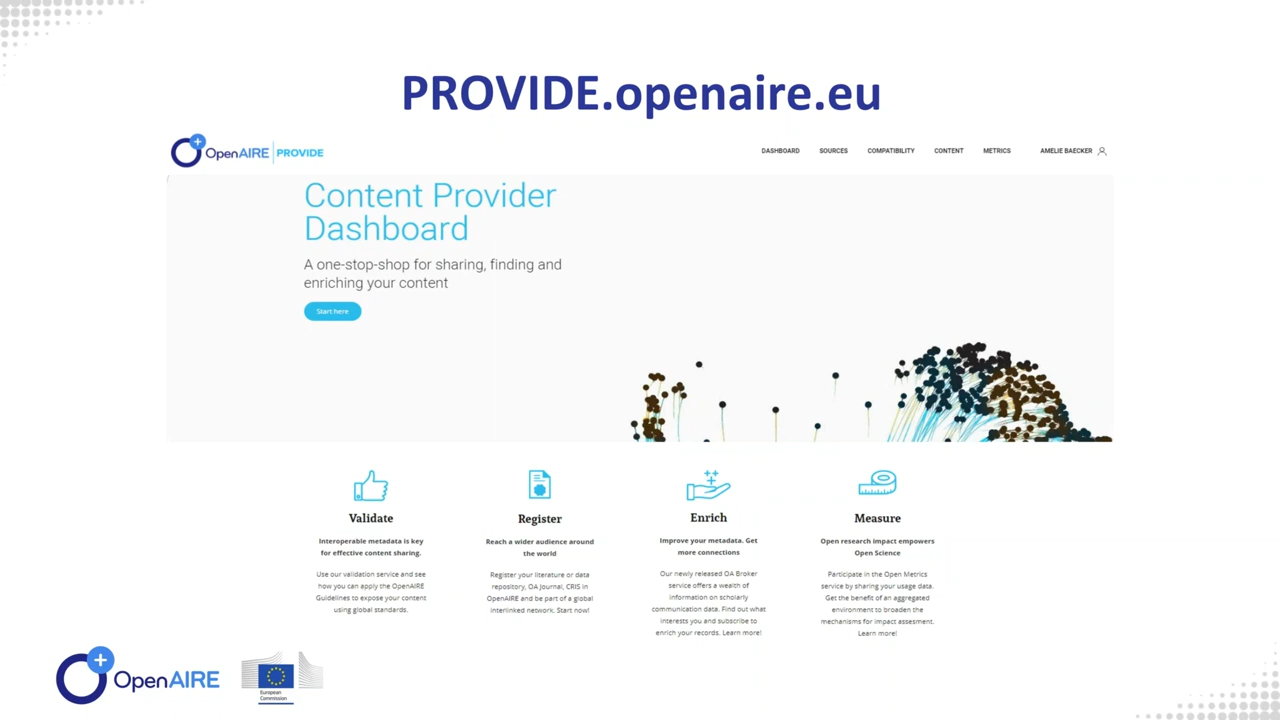 PROVIDE.openaire.eu
OpenAIRE PROVIDE
DASHBOARD SOURCES COMPATIBILITY CONTENT METRICS AMELIE BAECKER
Content Provider
Dashboard
A one-stop-shop for sharing, finding and
enriching your content
Start here
Validate
Interoperable metadata is key
for effective content sharing.
Use our validation service and see
how you can apply the OpenAIRE
Guidelines to expose your content
using global standards.
Register
Reach a wider audience around
the world
Register your literature or data
repository, OA Journal, CRIS in
OpenAIRE and be part of a global
interlinked network. Start now!
Enrich
Improve your metadata. Get
more connections
Our newly released OA Broker
service offers a wealth of
information on scholarly
communication data. Find out what
interests you and subscribe to
enrich your records. Learn more!
Measure
Open research impact empowers
Open Science
Participate in the Open Metrics
service by sharing your usage data.
Get the benefit of an aggregated
environment to broaden the
mechanisms for impact assesment.
Learn more!
OpenAIRE
European
Commission